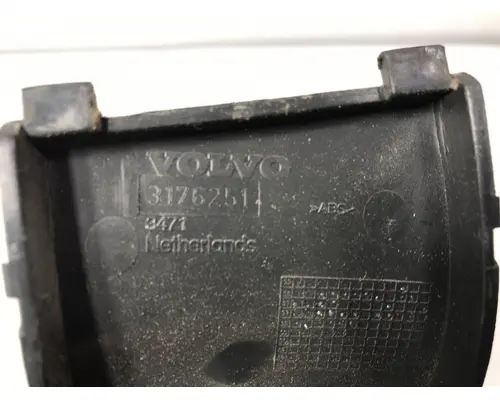 VOLVO
3176251
3471
Netherlands
>ABS<